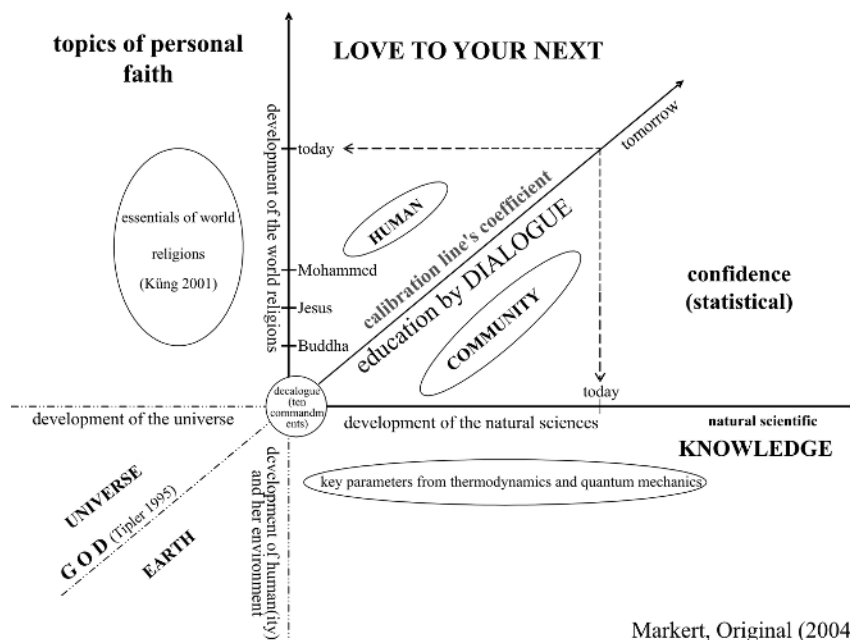 topics of personal
faith
LOVE TO YOUR NEXT
development of the world religions
today
Mohammed
Jesus
Buddha
essentials of world
religions
(Küng 2001)
HUMAN
calibration line's coefficient
education by DIALOGUE
COMMUNITY
tomorrow
confidence
(statistical)
decalogue
(ten
commandm
ents)
today
development of the universe
development of the natural sciences
natural scientific
KNOWLEDGE
key parameters from thermodynamics and quantum mechanics
UNIVERSE
G O D (Tipler 1995)
EARTH
development of human(ity)
and her environment
Markert, Original (2004